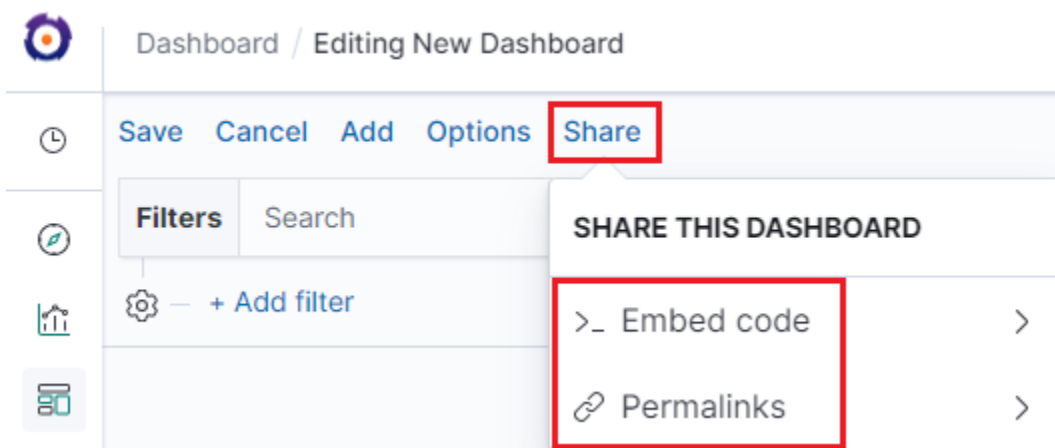 Dashboard / Editing New Dashboard
Save Cancel Add Options Share
Filters Search
SHARE THIS DASHBOARD
+ Add filter
>_ Embed code
Permalinks